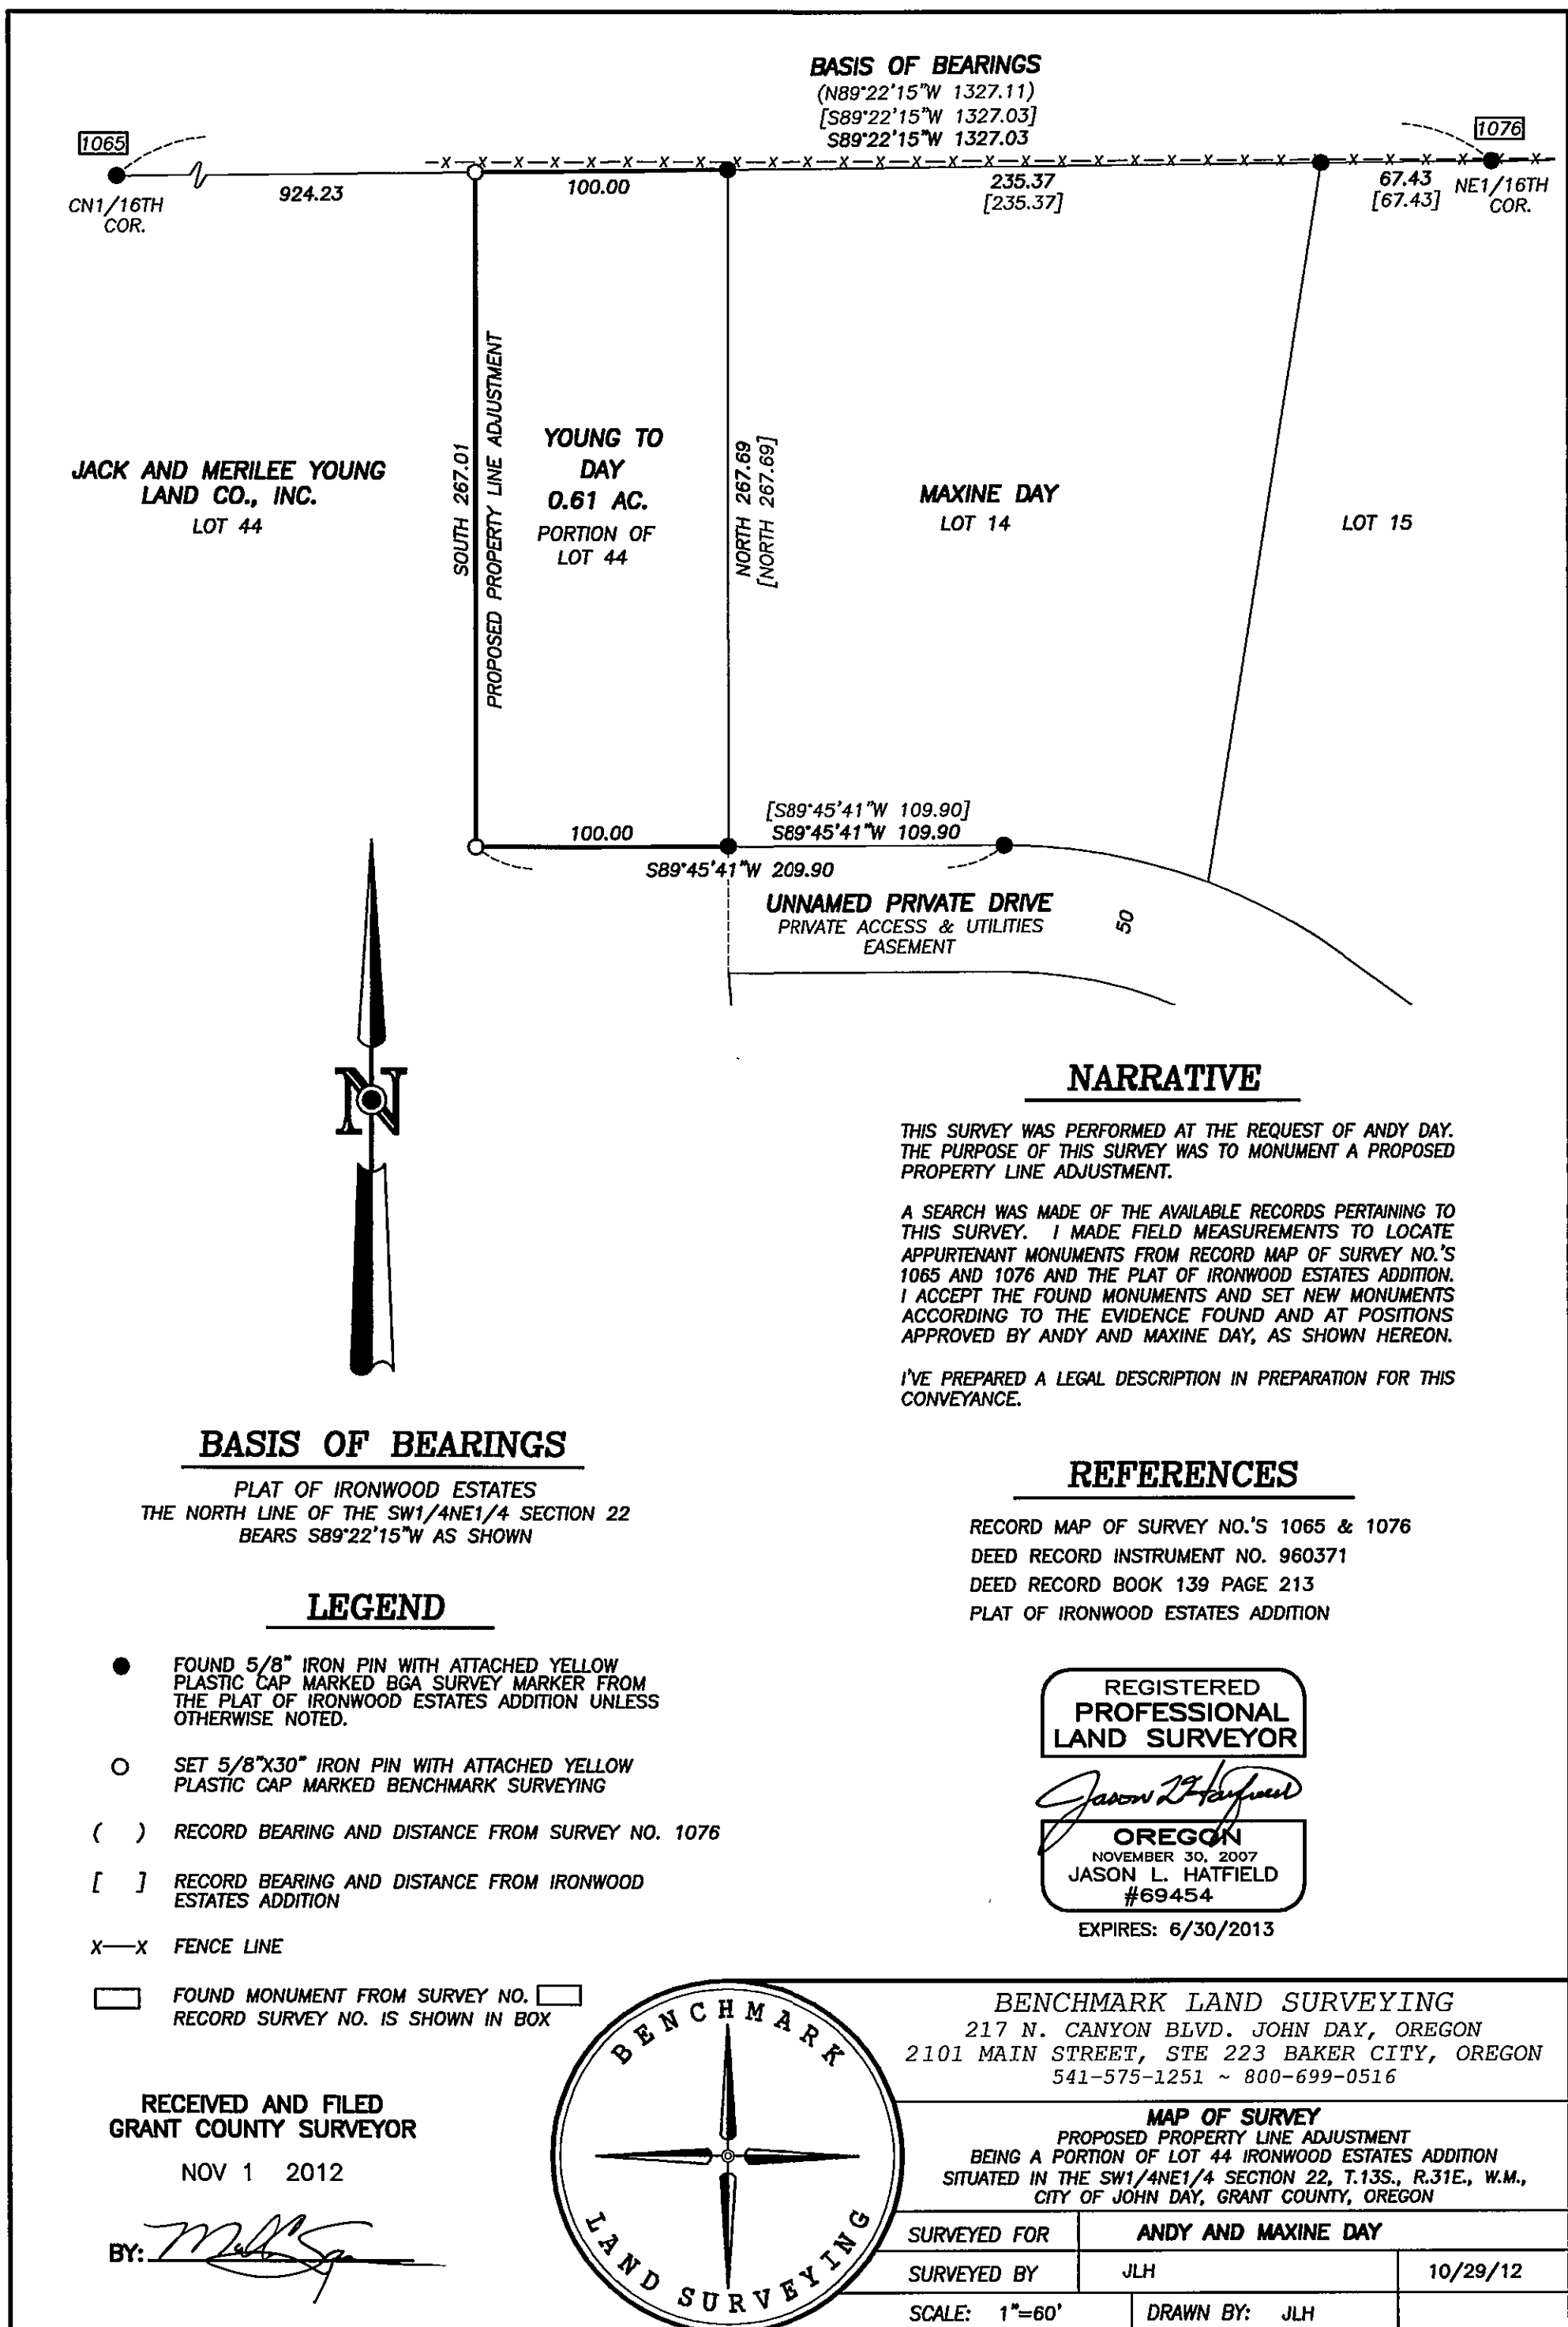 BASIS OF BEARINGS
(N89°22'15"W 1327.11)
[S89°22'15"W 1327.03]
S89°22'15"W 1327.03
1065
1076
CN1/16TH
COR.
924.23
100.00
235.37
[235.37]
67.43
[67.43]
NE1/16TH
COR.
JACK AND MERILEE YOUNG
LAND CO., INC.
LOT 44
SOUTH 267.01
PROPOSED PROPERTY LINE ADJUSTMENT
YOUNG TO
DAY
0.61 AC.
PORTION OF
LOT 44
NORTH 267.69
[NORTH 267.69]
MAXINE DAY
LOT 14
LOT 15
100.00
[S89°45'41"W 109.90]
S89°45'41"W 109.90
S89°45'41"W 209.90
UNNAMED PRIVATE DRIVE
PRIVATE ACCESS & UTILITIES
EASEMENT
50
N
NARRATIVE
THIS SURVEY WAS PERFORMED AT THE REQUEST OF ANDY DAY.
THE PURPOSE OF THIS SURVEY WAS TO MONUMENT A PROPOSED
PROPERTY LINE ADJUSTMENT.
A SEARCH WAS MADE OF THE AVAILABLE RECORDS PERTAINING TO
THIS SURVEY. I MADE FIELD MEASUREMENTS TO LOCATE
APPURTENANT MONUMENTS FROM RECORD MAP OF SURVEY NO.'S
1065 AND 1076 AND THE PLAT OF IRONWOOD ESTATES ADDITION.
I ACCEPT THE FOUND MONUMENTS AND SET NEW MONUMENTS
ACCORDING TO THE EVIDENCE FOUND AND AT POSITIONS
APPROVED BY ANDY AND MAXINE DAY, AS SHOWN HEREON.
I'VE PREPARED A LEGAL DESCRIPTION IN PREPARATION FOR THIS
CONVEYANCE.
BASIS OF BEARINGS
PLAT OF IRONWOOD ESTATES
THE NORTH LINE OF THE SW1/4NE1/4 SECTION 22
BEARS S89°22'15"W AS SHOWN
REFERENCES
RECORD MAP OF SURVEY NO.'S 1065 & 1076
DEED RECORD INSTRUMENT NO. 960371
DEED RECORD BOOK 139 PAGE 213
PLAT OF IRONWOOD ESTATES ADDITION
LEGEND
FOUND 5/8" IRON PIN WITH ATTACHED YELLOW
PLASTIC CAP MARKED BGA SURVEY MARKER FROM
THE PLAT OF IRONWOOD ESTATES ADDITION UNLESS
OTHERWISE NOTED.
SET 5/8"X30" IRON PIN WITH ATTACHED YELLOW
PLASTIC CAP MARKED BENCHMARK SURVEYING
( ) RECORD BEARING AND DISTANCE FROM SURVEY NO. 1076
[ ] RECORD BEARING AND DISTANCE FROM IRONWOOD
ESTATES ADDITION
X—X FENCE LINE
FOUND MONUMENT FROM SURVEY NO.
RECORD SURVEY NO. IS SHOWN IN BOX
REGISTERED
PROFESSIONAL
LAND SURVEYOR
Jason L Hatfield
OREGON
NOVEMBER 30, 2007
JASON L. HATFIELD
#69454
EXPIRES: 6/30/2013
RECEIVED AND FILED
GRANT COUNTY SURVEYOR
NOV 1 2012
BY:
BENCHMARK
LAND SURVEYING
BENCHMARK LAND SURVEYING
217 N. CANYON BLVD. JOHN DAY, OREGON
2101 MAIN STREET, STE 223 BAKER CITY, OREGON
541-575-1251 ~ 800-699-0516
MAP OF SURVEY
PROPOSED PROPERTY LINE ADJUSTMENT
BEING A PORTION OF LOT 44 IRONWOOD ESTATES ADDITION
SITUATED IN THE SW1/4NE1/4 SECTION 22, T.13S., R.31E., W.M.,
CITY OF JOHN DAY, GRANT COUNTY, OREGON
SURVEYED FOR ANDY AND MAXINE DAY
SURVEYED BY JLH 10/29/12
SCALE: 1"=60' DRAWN BY: JLH